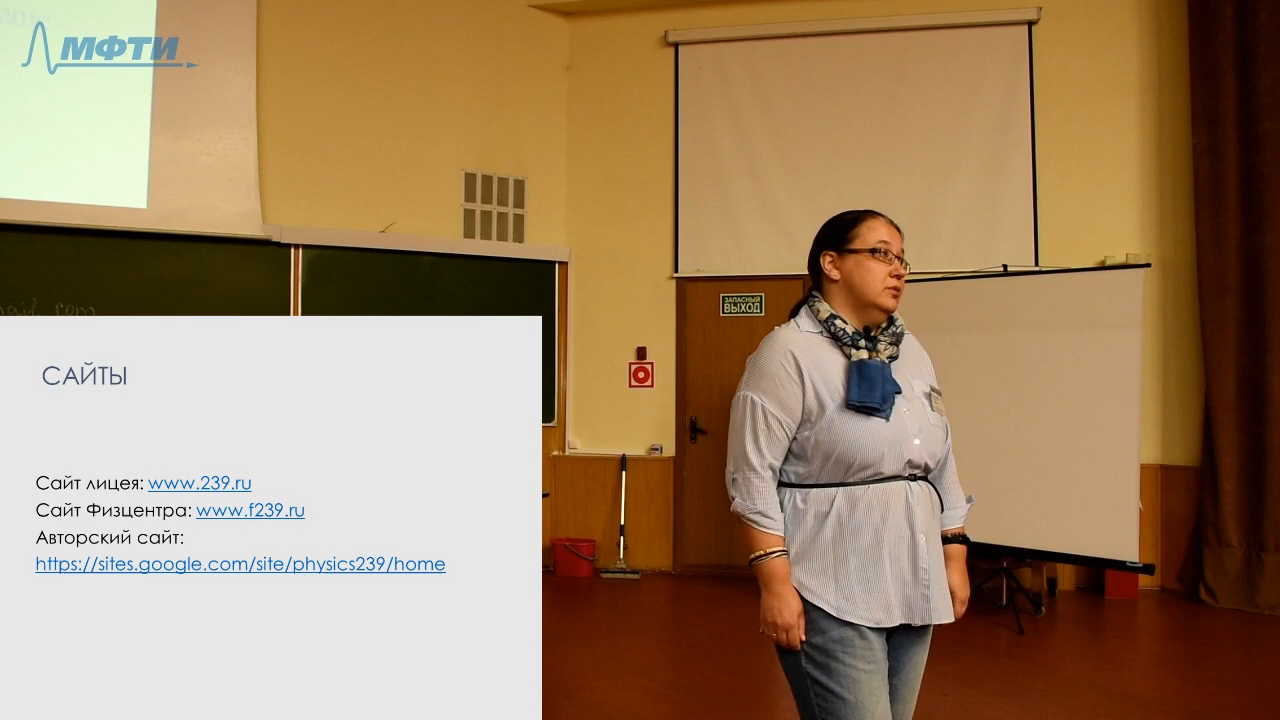 МФТИ
ЗАПАСНЫЙ
ВЫХОД
САЙТЫ
Сайт лицея: www.239.ru
Сайт Физцентра: www.f239.ru
Авторский сайт:
https://sites.google.com/site/physics239/home